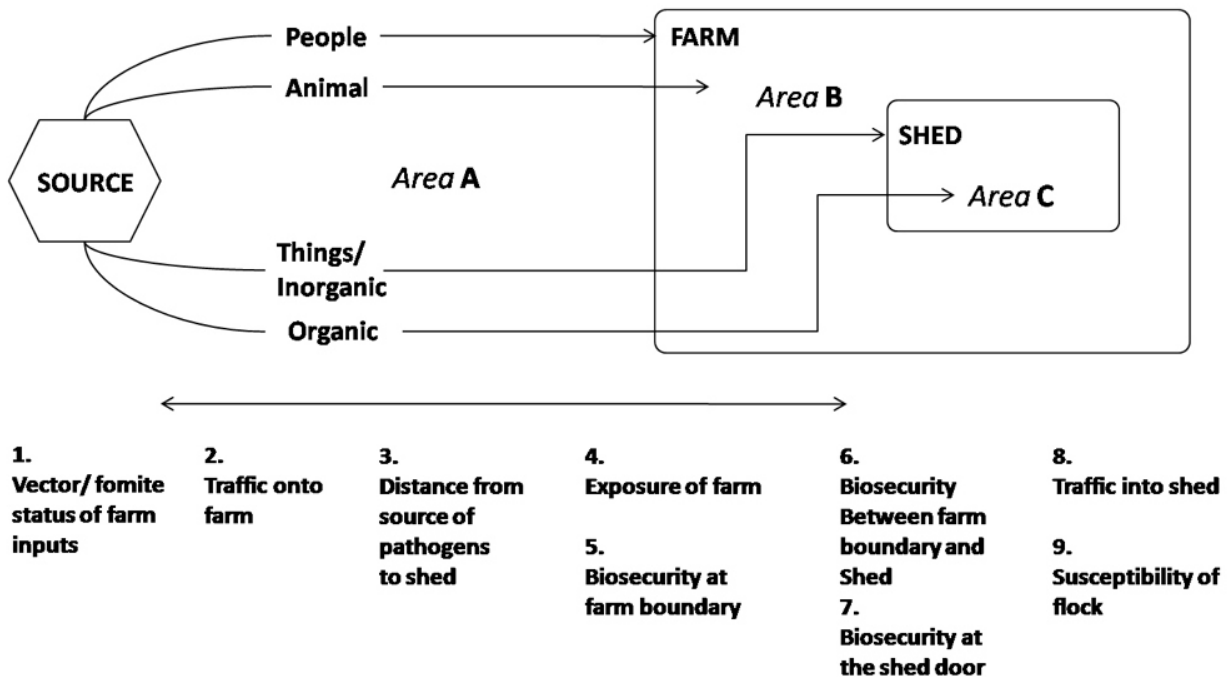 People
FARM
Animal
Area B
SHED
SOURCE
Area A
Area C
Things/
Inorganic
Organic
1.
Vector/ fomite
status of farm
inputs
2.
Traffic onto
farm
3.
Distance from
source of
pathogens
to shed
4.
Exposure of farm
5.
Biosecurity at
farm boundary
6.
Biosecurity
Between farm
boundary and
Shed
7.
Biosecurity at
the shed door
8.
Traffic into shed
9.
Susceptibility of
flock